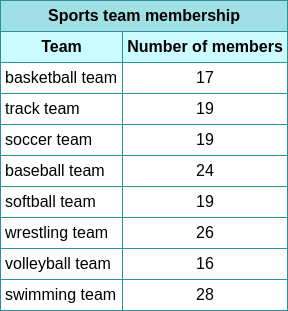 Sports team membership
Team Number of members
basketball team 17
track team 19
soccer team 19
baseball team 24
softball team 19
wrestling team 26
volleyball team 16
swimming team 28